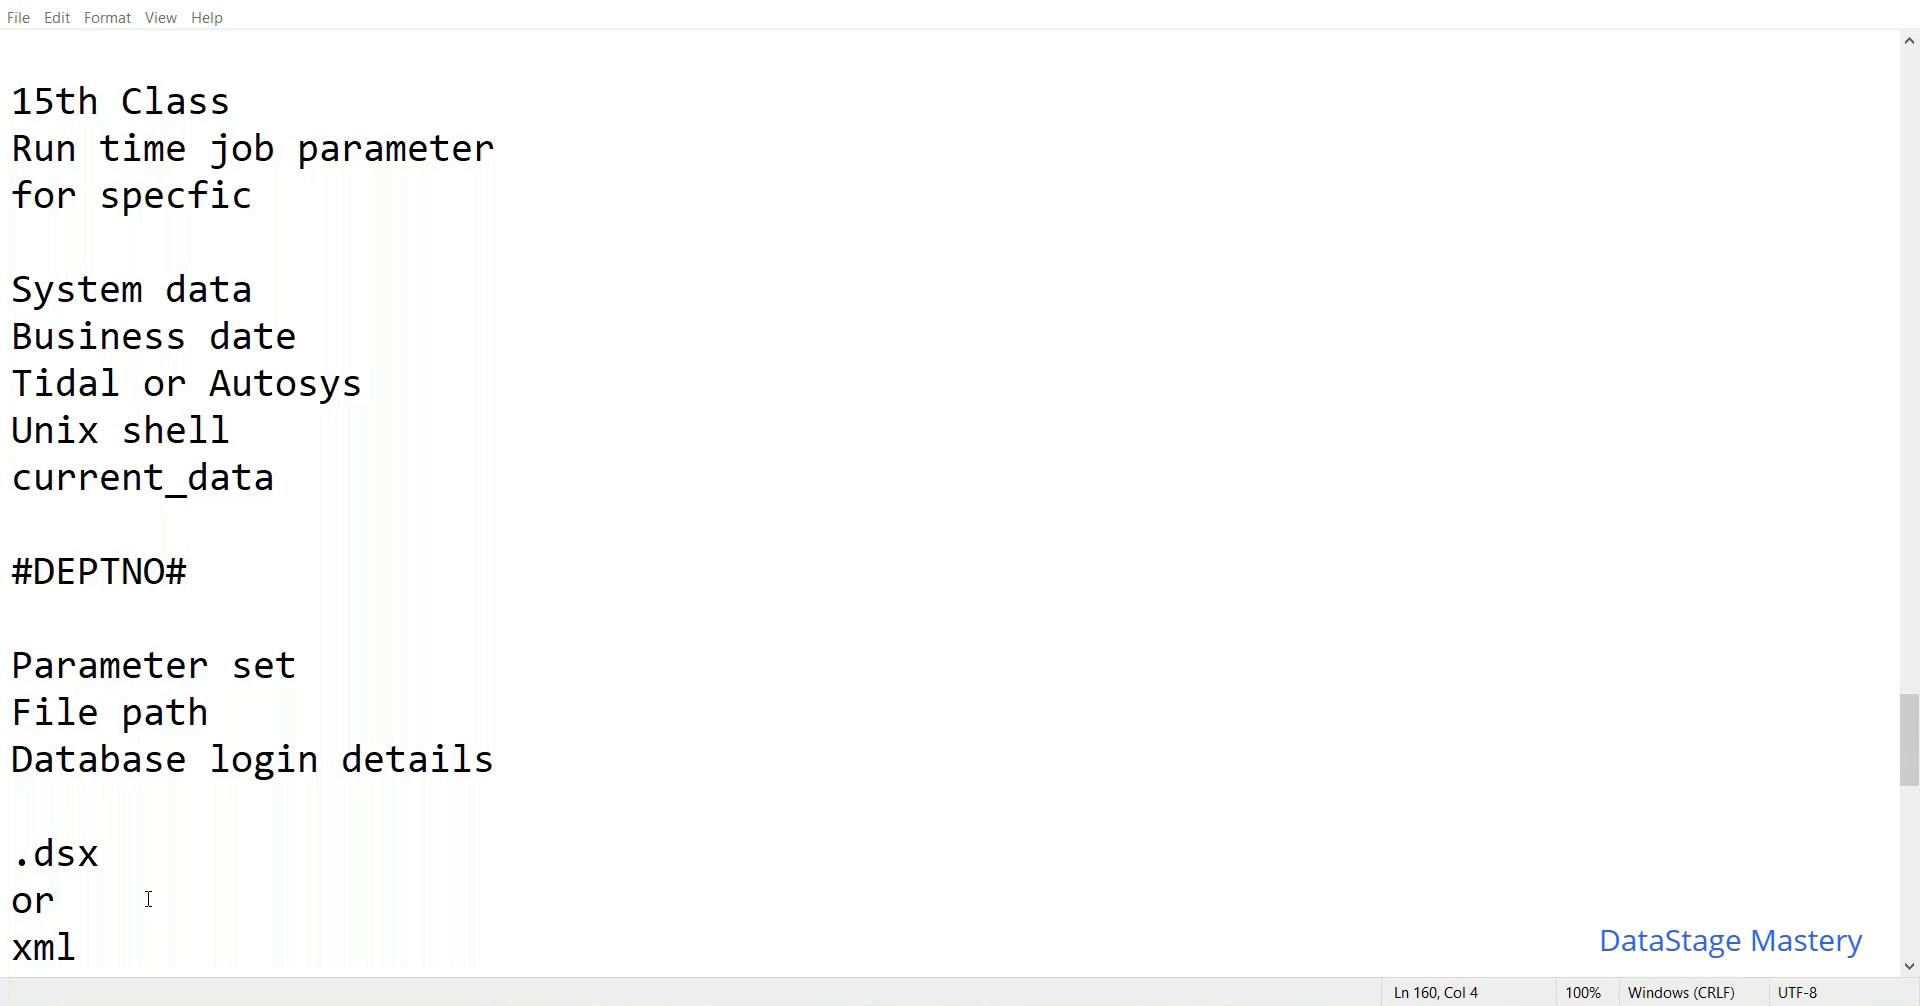 File Edit Format View Help
15th Class
Run time job parameter
for specfic
System data
Business date
Tidal or Autosys
Unix shell
current_data
#DEPTNO#
Parameter set
File path
Database login details
.dsx
or
xml
DataStage Mastery
Ln 160, Col 4 100% Windows (CRLF) UTF-8